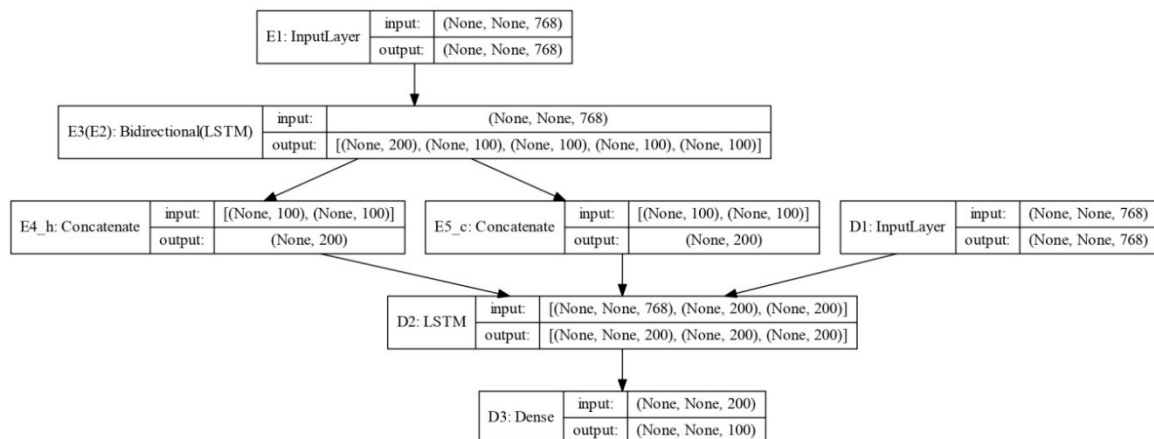 E1: InputLayer input: (None, None, 768)
output: (None, None, 768)
E3(E2): Bidirectional(LSTM) input: (None, None, 768)
output: [(None, 200), (None, 100), (None, 100), (None, 100), (None, 100)]
E4_h: Concatenate input: [(None, 100), (None, 100)]
output: (None, 200)
E5_c: Concatenate input: [(None, 100), (None, 100)]
output: (None, 200)
D1: InputLayer input: (None, None, 768)
output: (None, None, 768)
D2: LSTM input: [(None, None, 768), (None, 200), (None, 200)]
output: [(None, None, 200), (None, 200), (None, 200)]
D3: Dense input: (None, None, 200)
output: (None, None, 100)